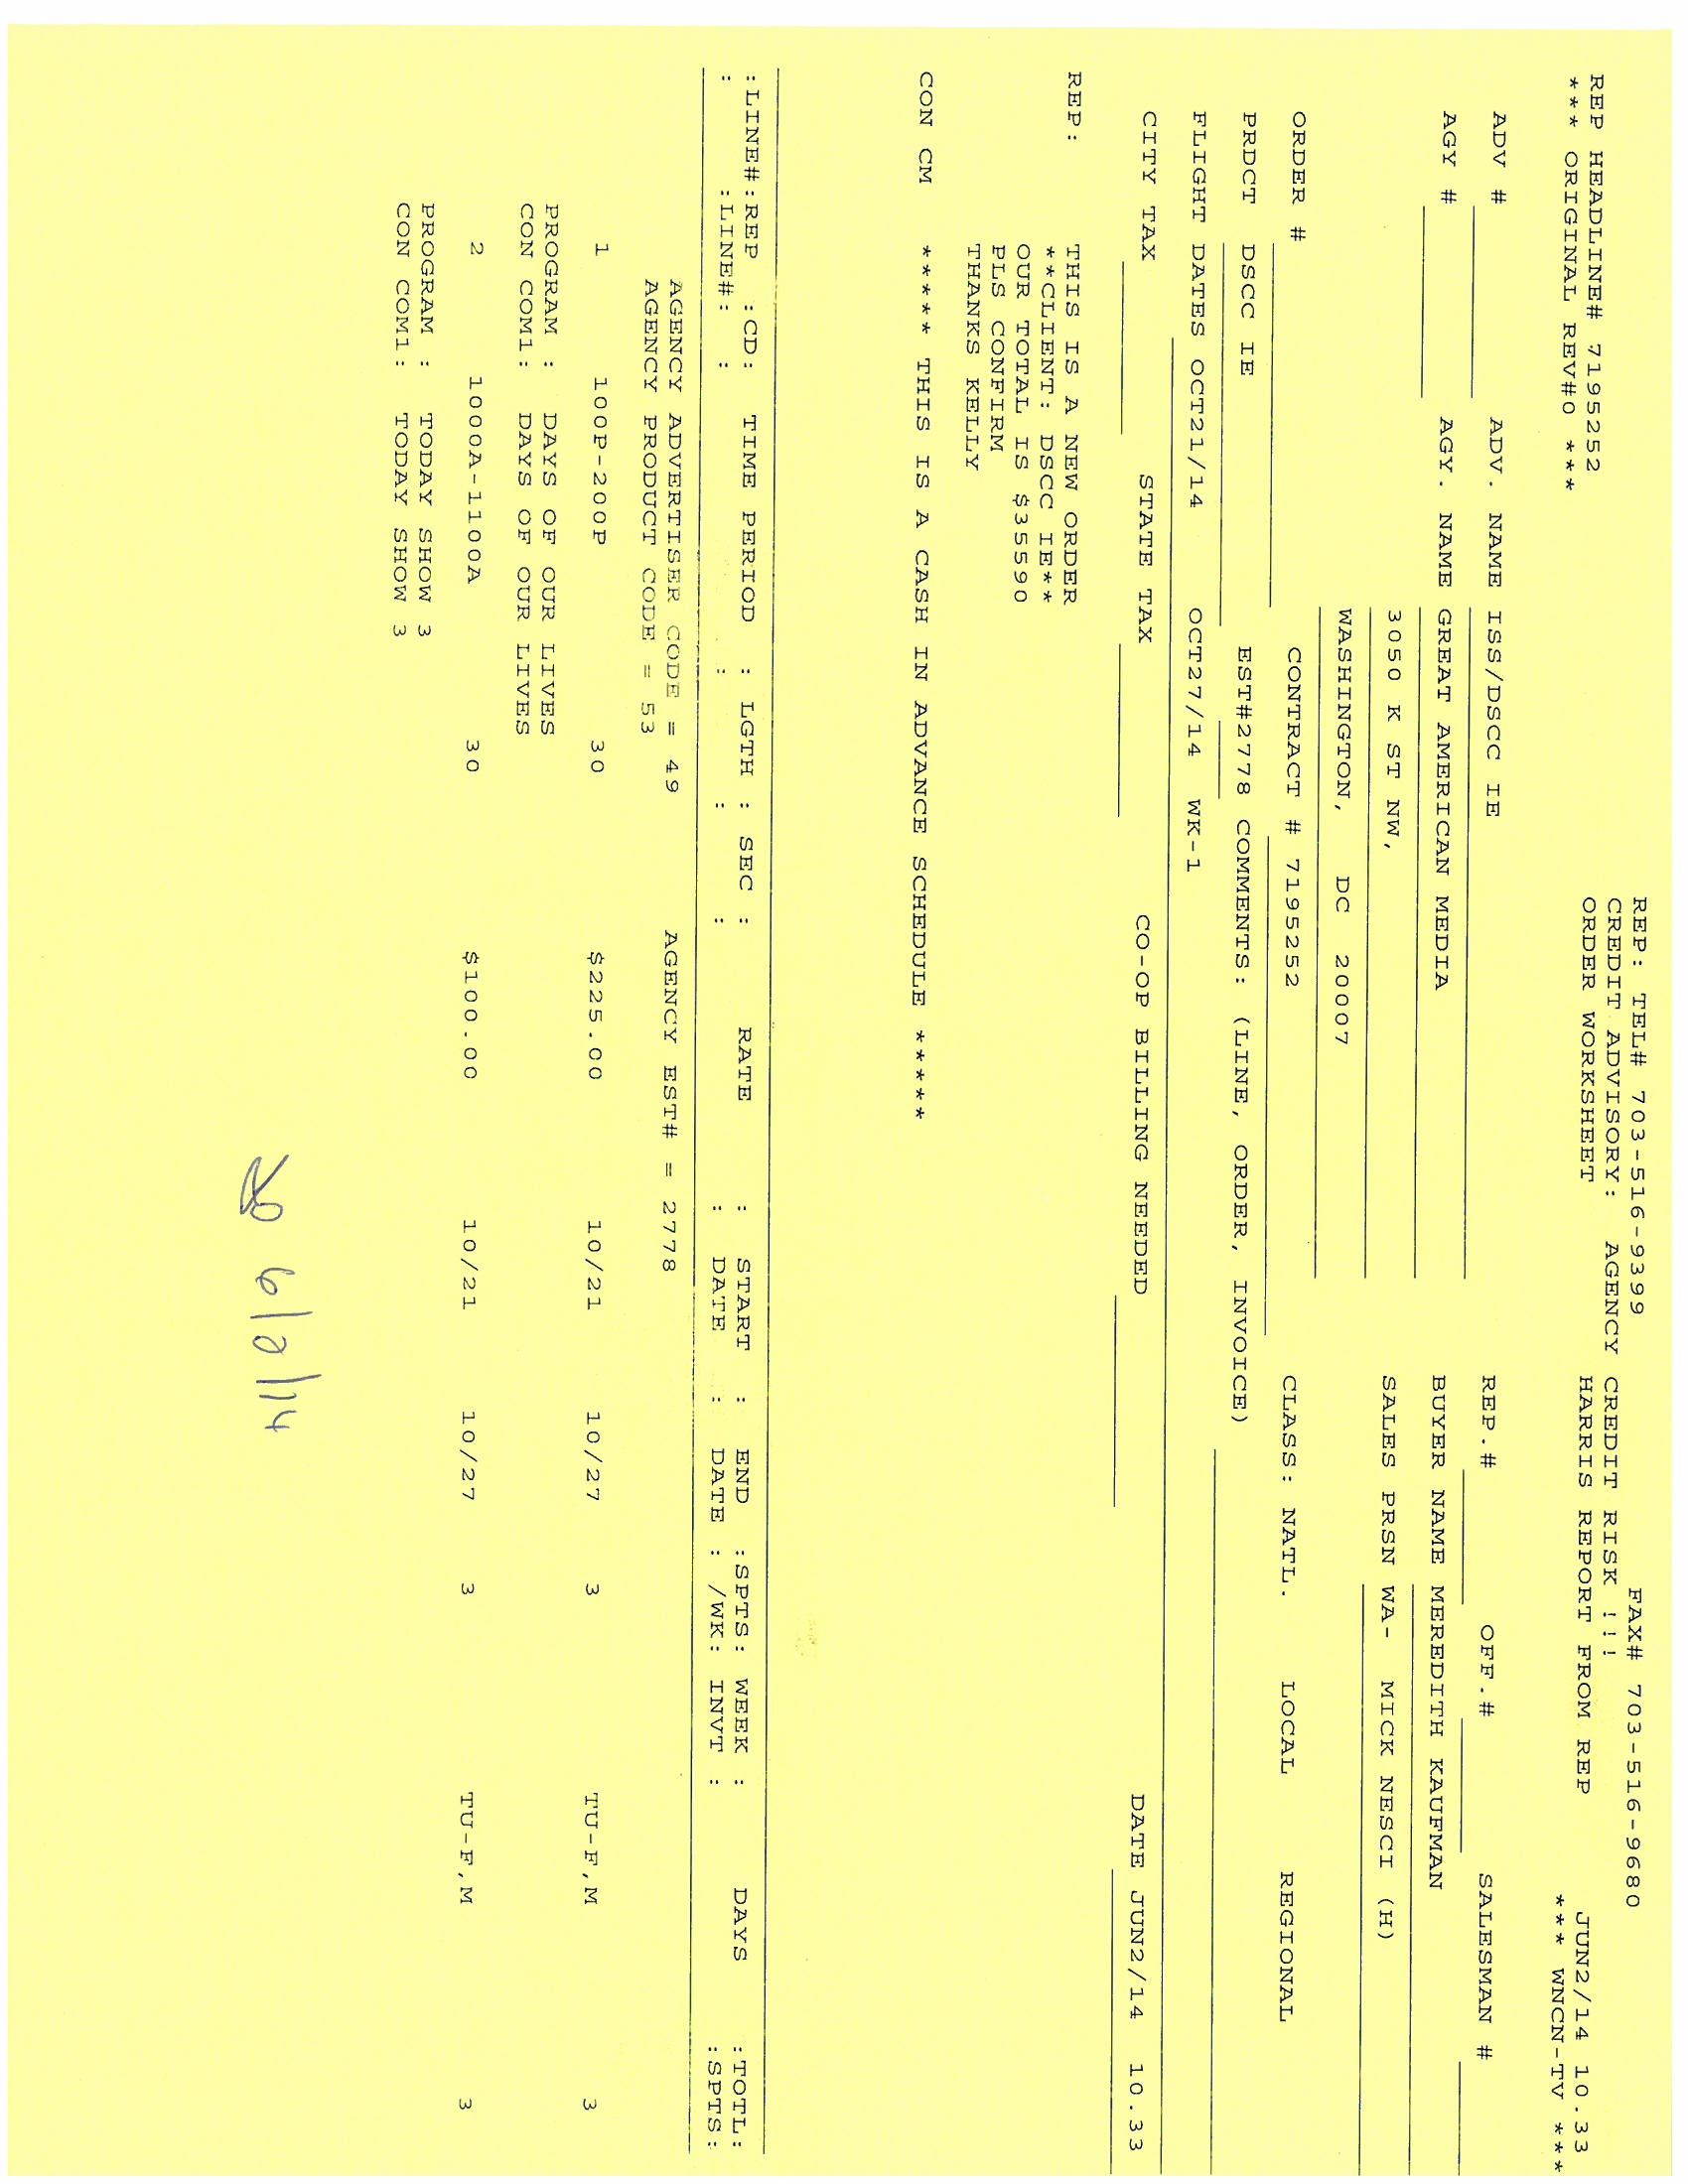 REP: TEL# 703-516-9399 FAX# 703-516-9680
CREDIT ADVISORY: AGENCY CREDIT RISK !!!
REP HEADLINE# 7195252 ORDER WORKSHEET HARRIS REPORT FROM REP JUN2/14 10.33
*** ORIGINAL REV#0 *** *** WNCN-TV ***
ADV # ADV. NAME ISS/DSCC IE REP.# OFF.# SALESMAN #
AGY # AGY. NAME GREAT AMERICAN MEDIA BUYER NAME MEREDITH KAUFMAN
3050 K ST NW, SALES PRSN WA- MICK NESCI (H)
WASHINGTON, DC 20007
ORDER # CONTRACT # 7195252 CLASS: NATL. LOCAL REGIONAL
PRDCT DSCC IE EST#2778 COMMENTS: (LINE, ORDER, INVOICE)
FLIGHT DATES OCT21/14 OCT27/14 WK-1
CITY TAX STATE TAX CO-OP BILLING NEEDED DATE JUN2/14 10.33
REP: THIS IS A NEW ORDER
**CLIENT: DSCC IE**
OUR TOTAL IS $35590
PLS CONFIRM
THANKS KELLY
CON CM ***** THIS IS A CASH IN ADVANCE SCHEDULE *****
:LINE#:REP :CD: TIME PERIOD : LGTH : SEC : RATE : START : END :SPTS: WEEK : DAYS :TOTL:
: :LINE#: : : : : : DATE : DATE : /WK: INVT : :SPTS:
AGENCY ADVERTISER CODE = 49 AGENCY EST# = 2778
AGENCY PRODUCT CODE = 53
1 100P-200P 30 $225.00 10/21 10/27 3 TU-F,M 3
PROGRAM : DAYS OF OUR LIVES
CON COM1: DAYS OF OUR LIVES
2 1000A-1100A 30 $100.00 10/21 10/27 3 TU-F,M 3
PROGRAM : TODAY SHOW 3
CON COM1: TODAY SHOW 3
6/2/14